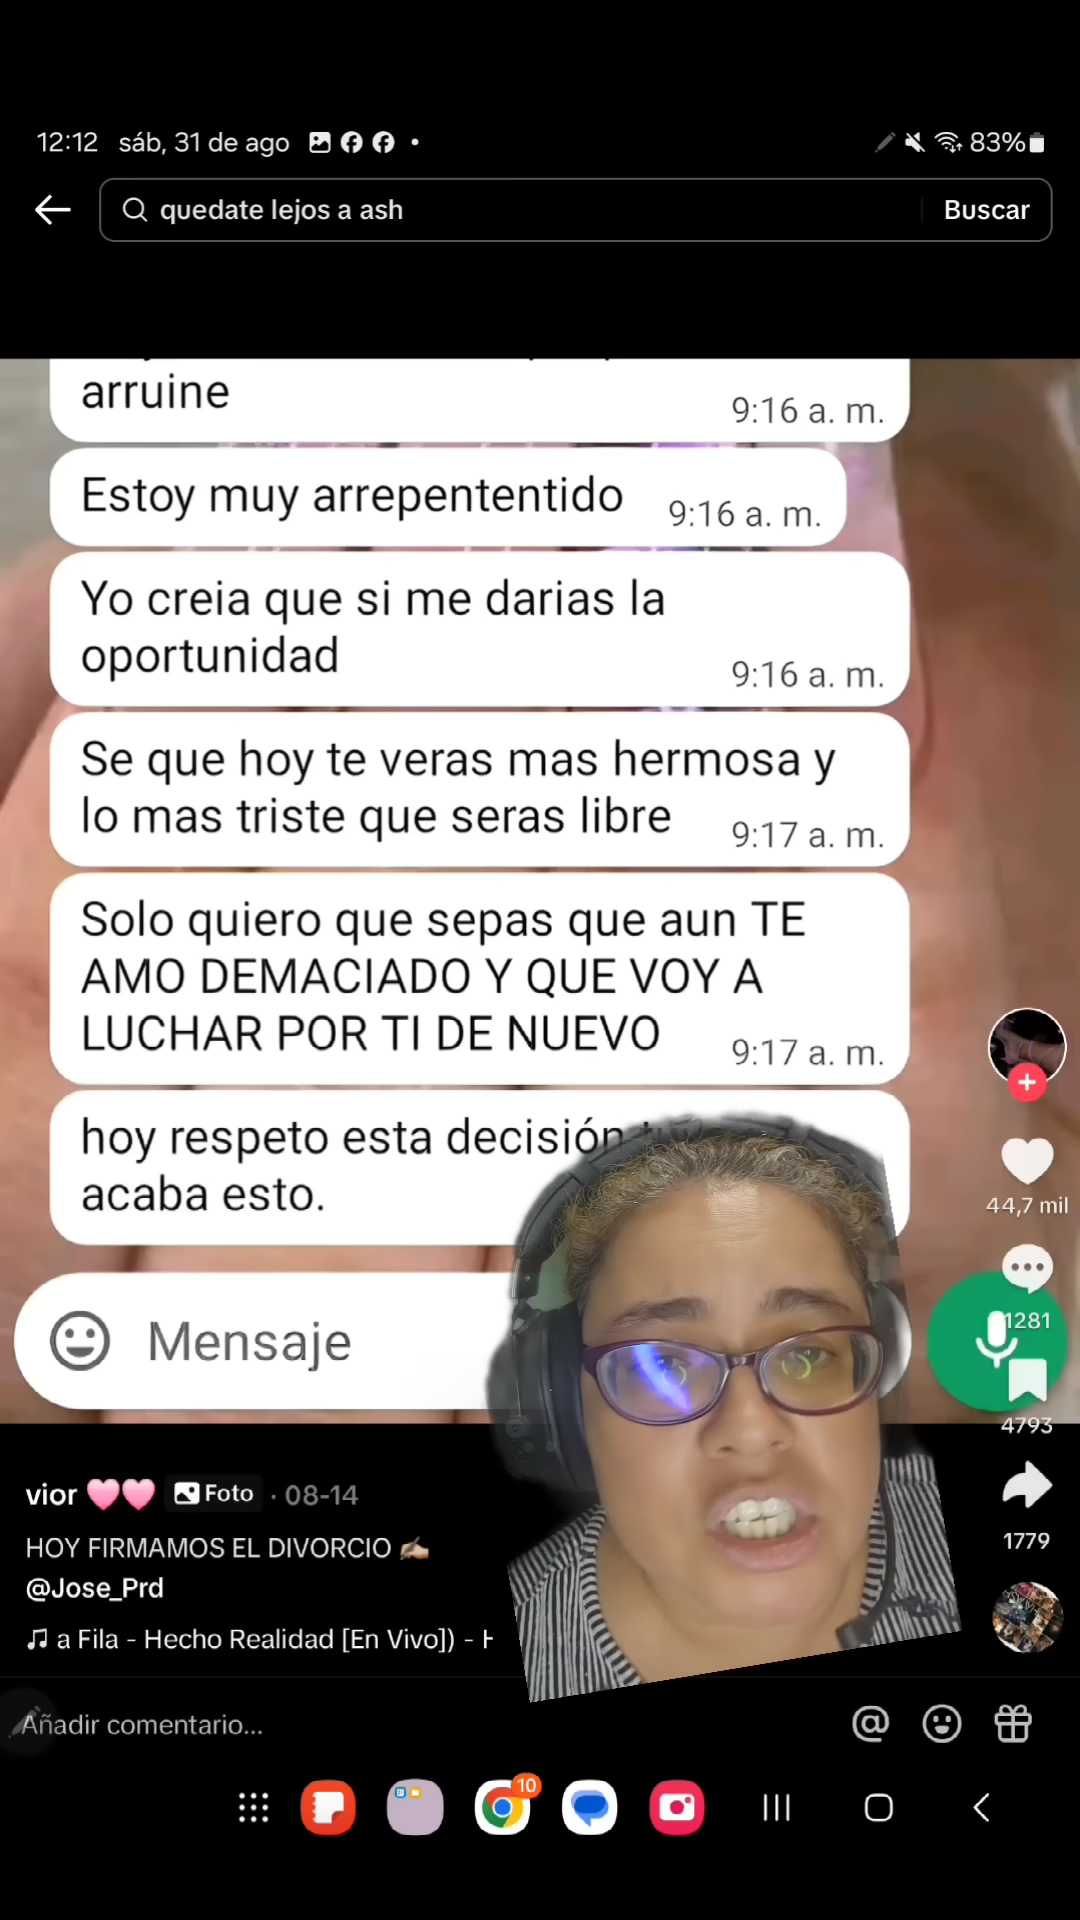 12:12 sáb, 31 de ago
83%
quedate lejos a ash
Buscar
arruine
9:16 a. m.
Estoy muy arrepententido
9:16 a. m.
Yo creia que si me darias la
oportunidad
9:16 a. m.
Se que hoy te veras mas hermosa y
lo mas triste que seras libre
9:17 a. m.
Solo quiero que sepas que aun TE
AMO DEMACIADO Y QUE VOY A
LUCHAR POR TI DE NUEVO
9:17 a. m.
hoy respeto esta decisión
acaba esto.
Mensaje
44,7 mil
1281
4793
1779
vior
Foto
· 08-14
HOY FIRMAMOS EL DIVORCIO
@Jose_Prd
a Fila - Hecho Realidad [En Vivo]) - H
Añadir comentario...
10